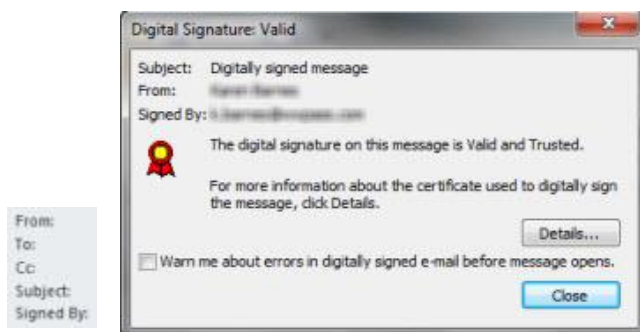 Digital Signature: Valid
Subject: Digitally signed message
From:
Signed By:
The digital signature on this message is Valid and Trusted.
For more information about the certificate used to digitally sign
the message, click Details.
Details...
Warn me about errors in digitally signed e-mail before message opens.
Close
From:
To:
Cc:
Subject:
Signed By: